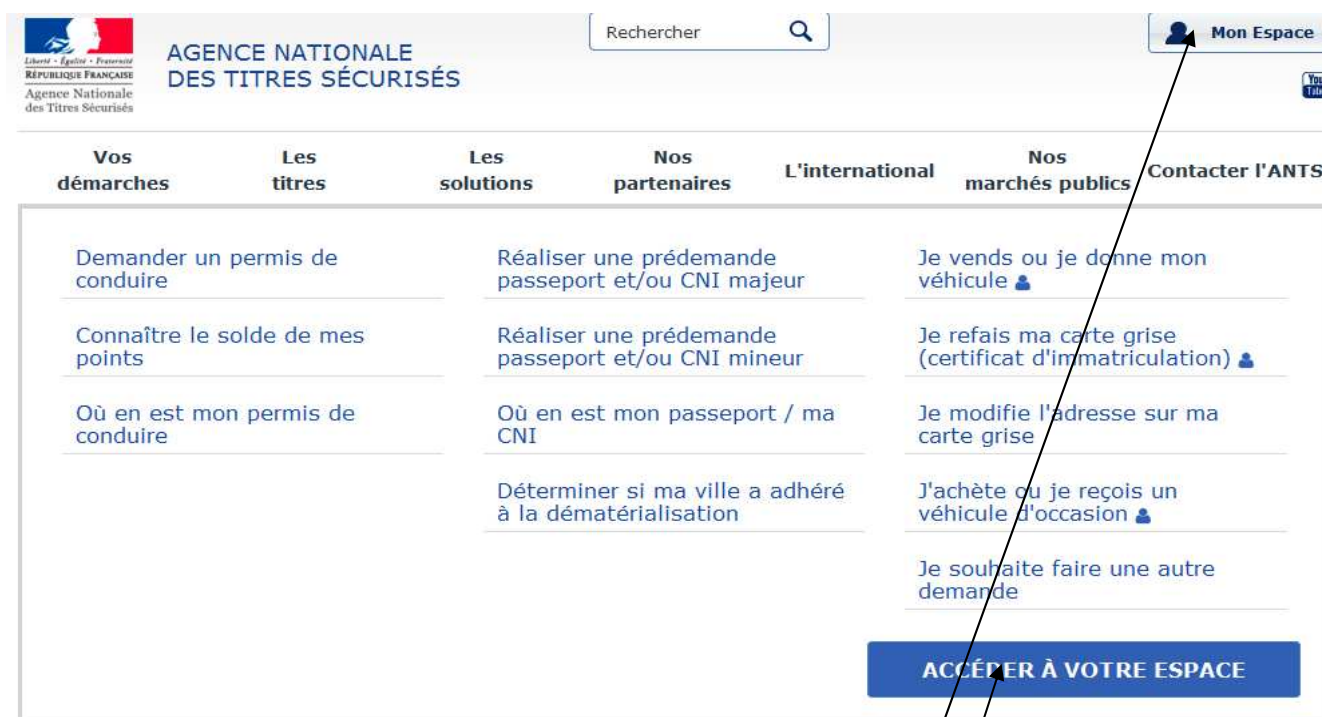 Liberté • Égalité • Fraternité
RÉPUBLIQUE FRANÇAISE
Agence Nationale
des Titres Sécurisés
AGENCE NATIONALE
DES TITRES SÉCURISÉS
Rechercher
Mon Espace
You
Vos
démarches
Les
titres
Les
solutions
Nos
partenaires
L'international
Nos
marchés publics
Contacter l'ANTS
Demander un permis de
conduire
Connaître le solde de mes
points
Où en est mon permis de
conduire
Réaliser une prédemande
passeport et/ou CNI majeur
Réaliser une prédemande
passeport et/ou CNI mineur
Où en est mon passeport / ma
CNI
Déterminer si ma ville a adhéré
à la dématérialisation
Je vends ou je donne mon
véhicule
Je refais ma carte grise
(certificat d'immatriculation)
Je modifie l'adresse sur ma
carte grise
J'achète ou je reçois un
véhicule d'occasion
Je souhaite faire une autre
demande
ACCÉDER À VOTRE ESPACE